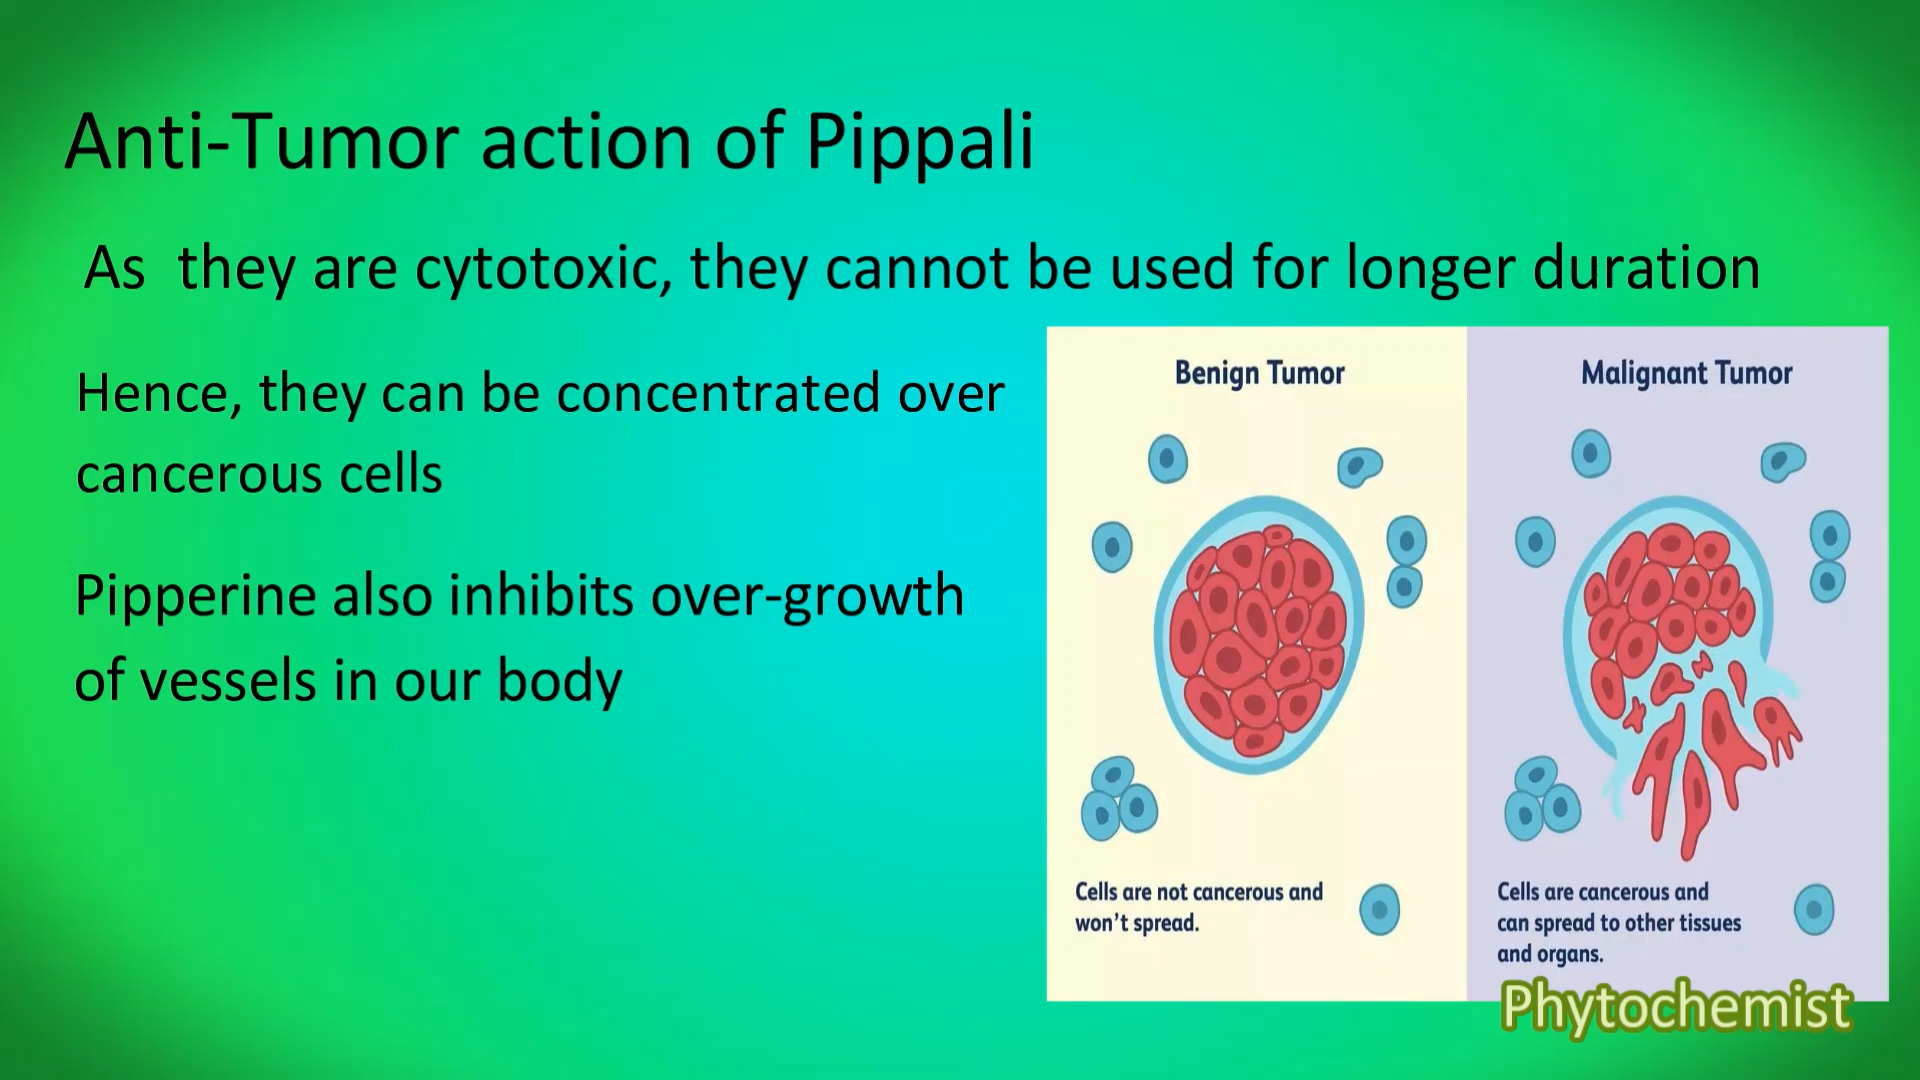 Anti-Tumor action of Pippali
As they are cytotoxic, they cannot be used for longer duration
Hence, they can be concentrated over
cancerous cells
Pipperine also inhibits over-growth
of vessels in our body
Benign Tumor
Cells are not cancerous and
won't spread.
Malignant Tumor
Cells are cancerous and
can spread to other tissues
and organs.
Phytochemist